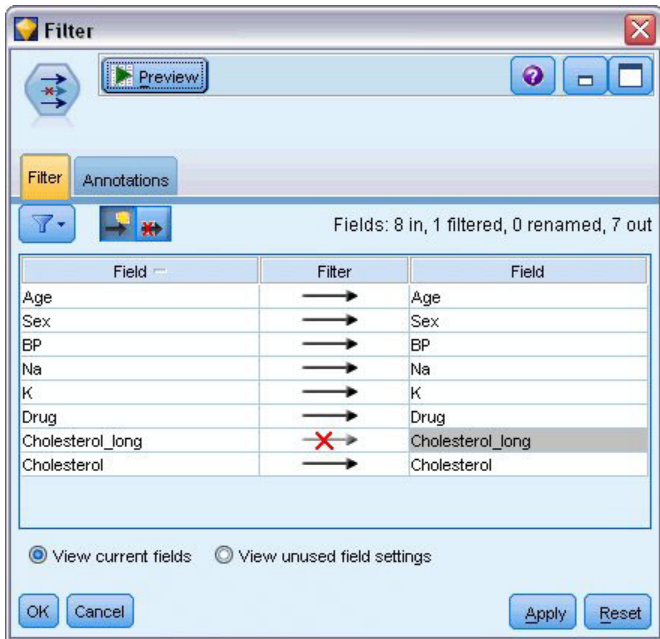 Filter
Preview
Filter Annotations
Fields: 8 in, 1 filtered, 0 renamed, 7 out
Field Filter Field
Age Age
Sex Sex
BP BP
Na Na
K K
Drug Drug
Cholesterol_long Cholesterol_long
Cholesterol Cholesterol
View current fields View unused field settings
OK Cancel Apply Reset